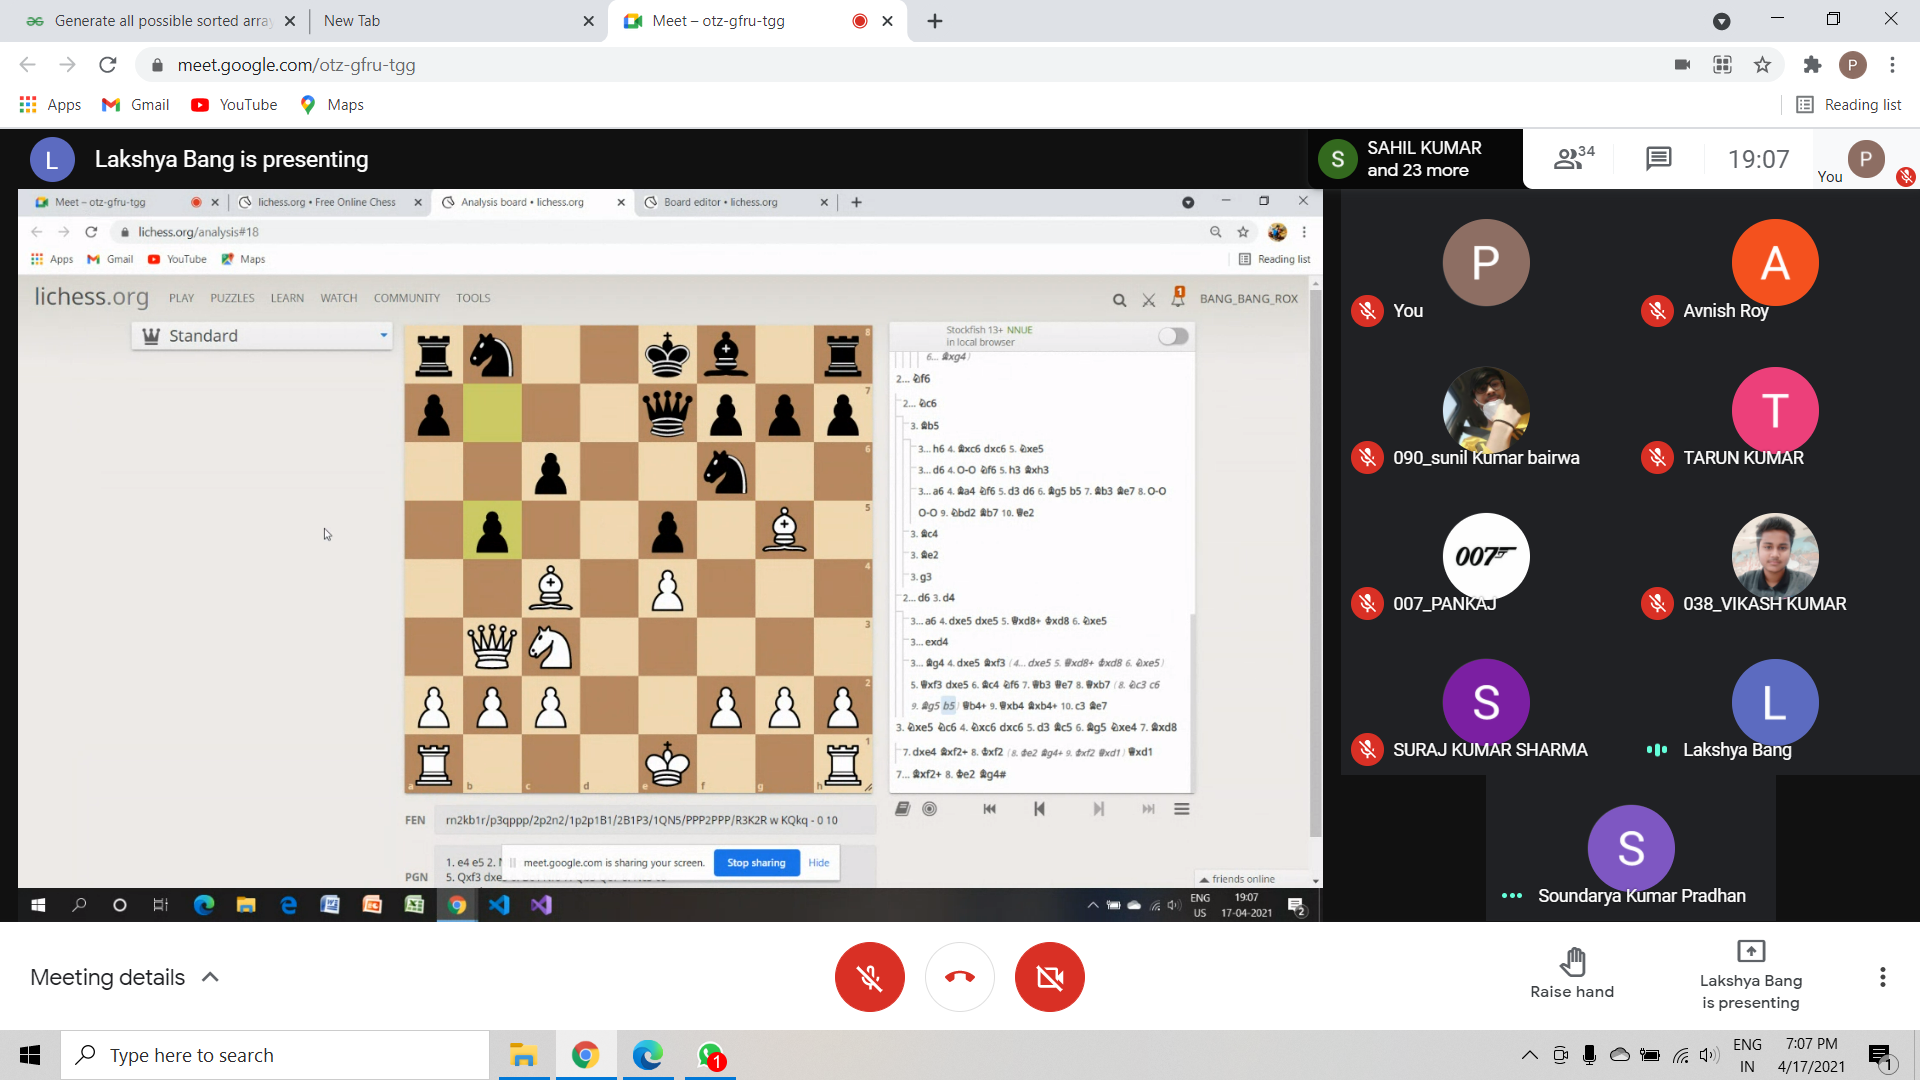 Generate all possible sorted arra
New Tab
Meet – otz-gfru-tgg
meet.google.com/otz-gfru-tgg
P
Apps
Gmail
YouTube
Maps
Reading list
L
Lakshya Bang is presenting
S
SAHIL KUMAR
and 23 more
34
19:07
You
P
Meet – otz-gfru-tgg
lichess.org • Free Online Chess
Analysis board • lichess.org
Board editor • lichess.org
lichess.org/analysis#18
Apps
Gmail
YouTube
Maps
Reading list
lichess.org
PLAY
PUZZLES
LEARN
WATCH
COMMUNITY
TOOLS
1
BANG_BANG_ROX
Standard
Stockfish 13+ NNUE
in local browser
6... ♝xg4)
2... ♞f6
2... ♞c6
3. ♝b5
3... h6 4. ♝xc6 dxc6 5. ♞xe5
3... d6 4. O-O ♞f6 5. h3 ♝xh3
3... a6 4. ♝a4 ♞f6 5. d3 d6 6. ♝g5 b5 7. ♝b3 ♝e7 8. O-O
O-O 9. ♞bd2 ♝b7 10. ♛e2
3. ♝c4
3. ♝e2
3. g3
2... d6 3. d4
3... a6 4. dxe5 dxe5 5. ♛xd8+ ♚xd8 6. ♞xe5
3... exd4
3... ♝g4 4. dxe5 ♝xf3 (4... dxe5 5. ♛xd8+ ♚xd8 6. ♞xe5)
5. ♛xf3 dxe5 6. ♝c4 ♞f6 7. ♛b3 ♛e7 8. ♛xb7 (8. ♞c3 c6
9. ♝g5 b5) ♛b4+ 9. ♛xb4 ♝xb4+ 10. c3 ♝e7
3. ♞xe5 ♞c6 4. ♞xc6 dxc6 5. d3 ♝c5 6. ♝g5 ♞xe4 7. ♝xd8
7. dxe4 ♝xf2+ 8. ♚xf2 (8. ♚e2 ♝g4+ 9. ♚xf2 ♛xd1) ♛xd1
7... ♝xf2+ 8. ♚e2 ♝g4#
8
7
6
5
4
3
2
1
a
b
c
d
e
f
g
h
FEN
rn2kb1r/p3qppp/2p2n2/1p2p1B1/2B1P3/1QN5/PPP2PPP/R3K2R w KQkq - 0 10
PGN
1. e4 e5 2.
5. Qxf3 dxe
meet.google.com is sharing your screen.
Stop sharing
Hide
friends online
ENG
US
19:07
17-04-2021
2
P
You
A
Avnish Roy
090_sunil Kumar bairwa
T
TARUN KUMAR
007
007_PANKAJ
038_VIKASH KUMAR
S
SURAJ KUMAR SHARMA
L
Lakshya Bang
S
Soundarya Kumar Pradhan
Meeting details
Raise hand
Lakshya Bang
is presenting
Type here to search
1
ENG
IN
7:07 PM
4/17/2021
1